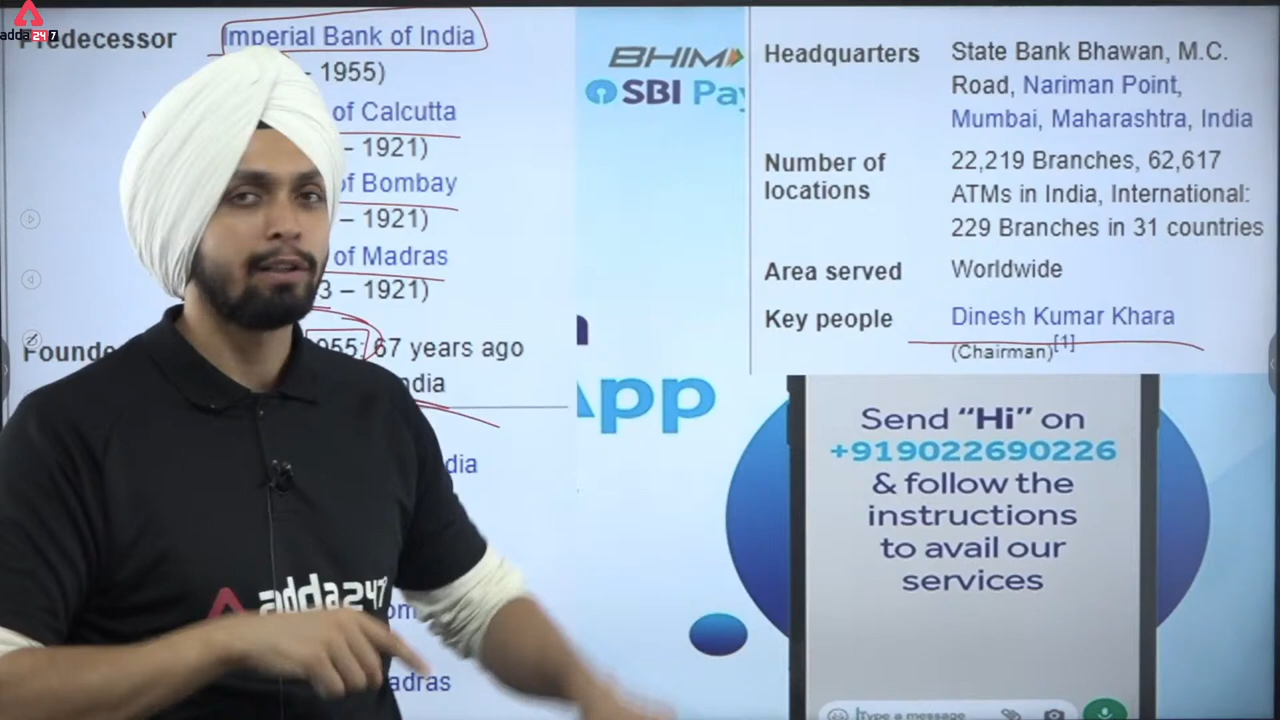 adda 24 7
Predecessor
Imperial Bank of India
– 1955)
of Calcutta
– 1921)
of Bombay
– 1921)
of Madras
3 – 1921)
Founde
955; 67 years ago
ndia
dia
adras
adda247
BHIM
SBI Pay
App
Headquarters
State Bank Bhawan, M.C.
Road, Nariman Point,
Mumbai, Maharashtra, India
Number of
locations
22,219 Branches, 62,617
ATMs in India, International:
229 Branches in 31 countries
Area served
Worldwide
Key people
Dinesh Kumar Khara
(Chairman)[1]
Send “Hi” on
+919022690226
& follow the
instructions
to avail our
services
Type a message